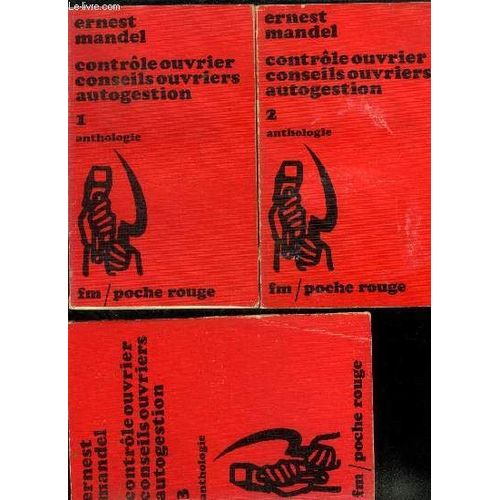 Le-livre.com
ernest
mandel
contrôle ouvrier
conseils ouvriers
autogestion
1
anthologie
fm/poche rouge
ernest
mandel
contrôle ouvrier
conseils ouvriers
autogestion
2
anthologie
fm/poche rouge
ernest
mandel
contrôle ouvrier
conseils ouvriers
autogestion
3
anthologie
fm/poche rouge